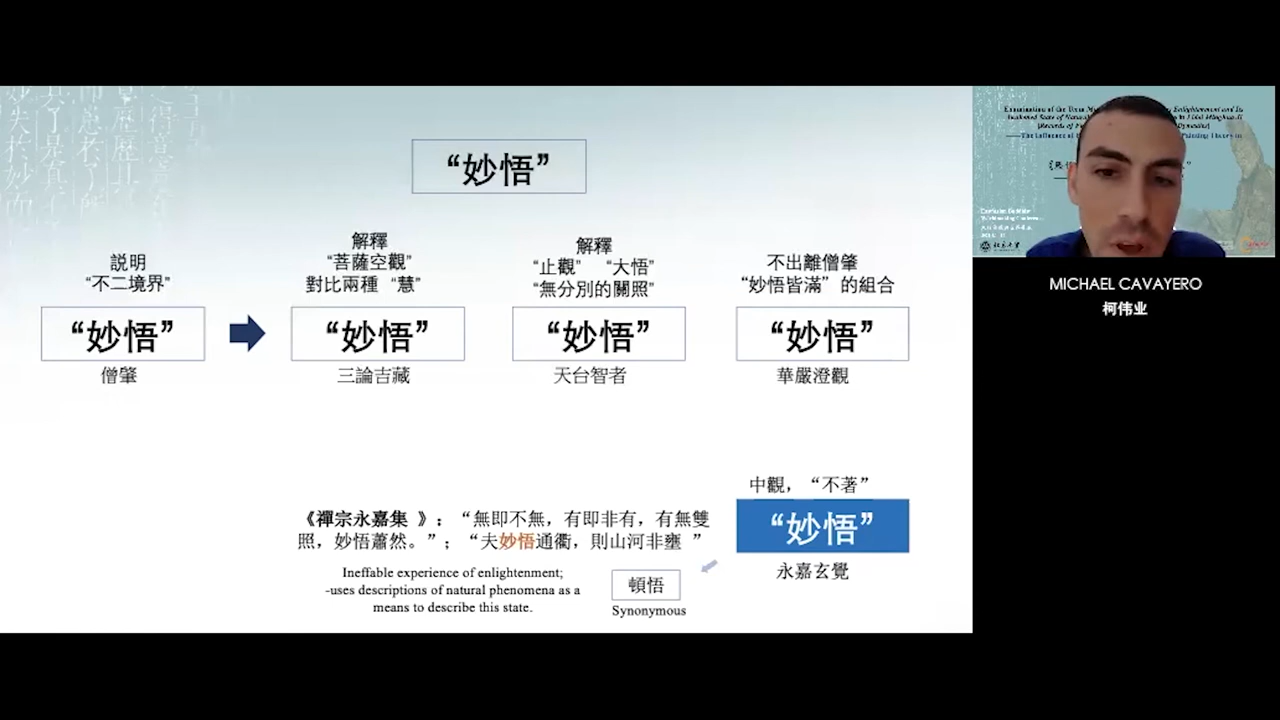 “妙悟”
説明
“不二境界”
“妙悟”
僧肇
解釋
“菩薩空觀”
對比兩種 “慧”
“妙悟”
三論吉藏
解釋
“止觀” “大悟”
“無分別的關照”
“妙悟”
天台智者
不出離僧肇
“妙悟皆滿” 的組合
“妙悟”
華嚴澄觀
中觀，“不著”
“妙悟”
永嘉玄覺
《禪宗永嘉集 》：“無即不無，有即非有，有無雙
照，妙悟蕭然。”；“夫妙悟通衢，則山河非壅 ”
Ineffable experience of enlightenment;
-uses descriptions of natural phenomena as a
means to describe this state.
頓悟
Synonymous
MICHAEL CAVAYERO
柯伟业